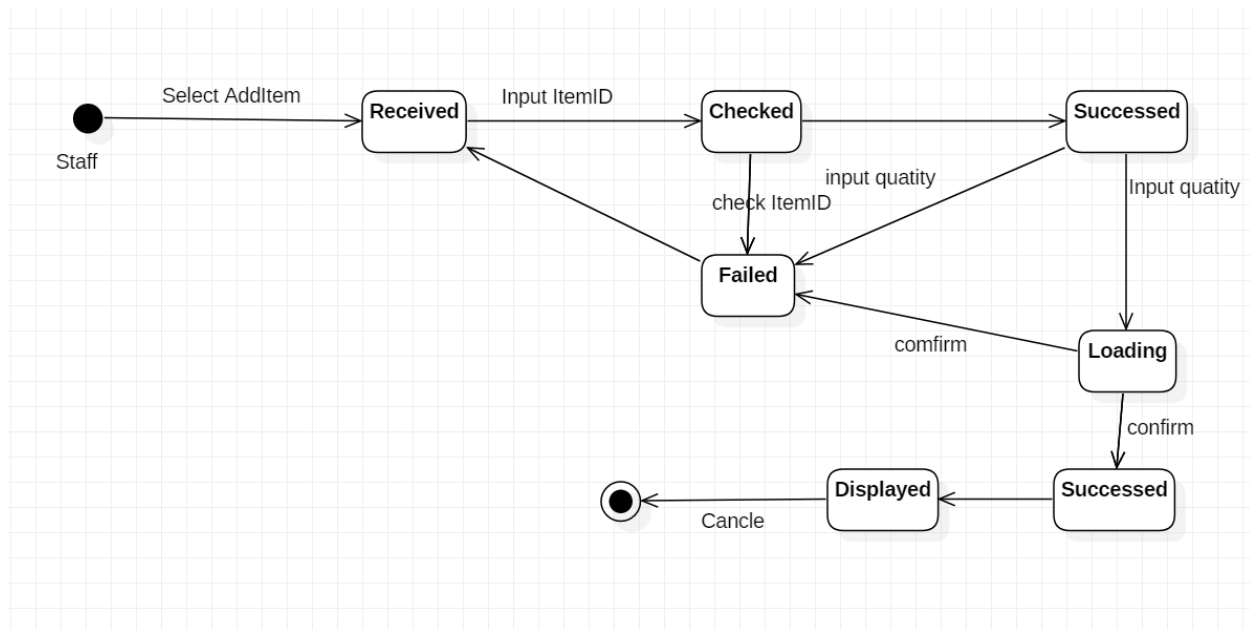 Select AddItem
Input ItemID
Received
Checked
Successed
Staff
input quatity
Input quatity
check ItemID
Failed
comfirm
Loading
confirm
Displayed
Successed
Cancle